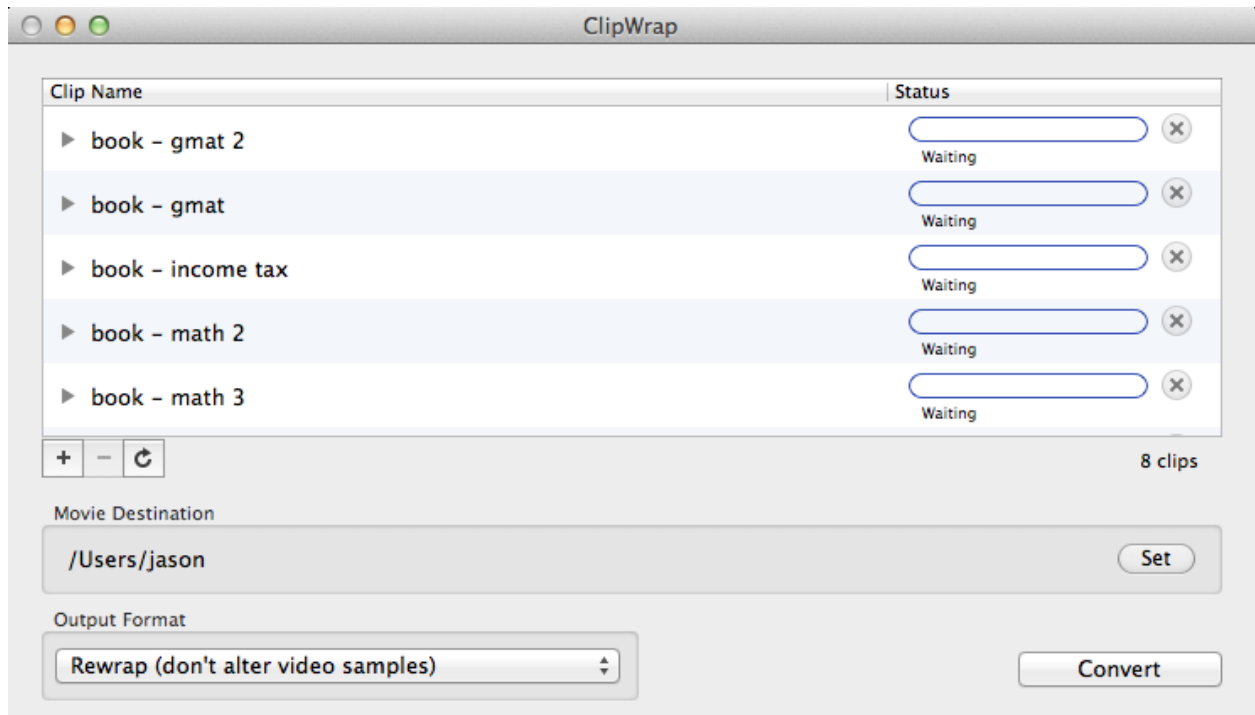 ClipWrap
Clip Name Status
book – gmat 2
Waiting
book – gmat
Waiting
book – income tax
Waiting
book – math 2
Waiting
book – math 3
Waiting
8 clips
Movie Destination
/Users/jason Set
Output Format
Rewrap (don't alter video samples) Convert